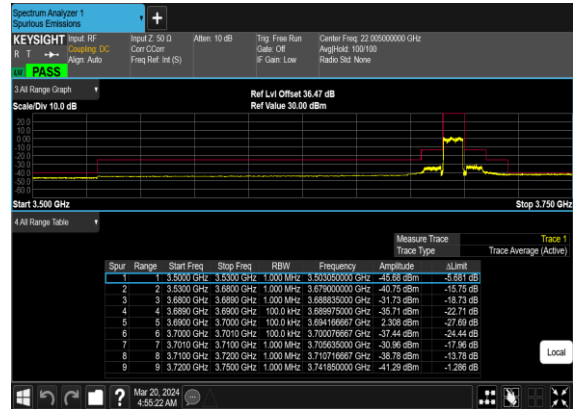 Spectrum Analyzer 1
Spurious Emissions
KEYSIGHT Input: RF Input Z: 50 Ω Atten: 10 dB Trig: Free Run Center Freq: 22.005000000 GHz
R T Coupling: DC Corr CCorr Gate: Off Avg|Hold: 100/100
Align: Auto Freq Ref: Int (S) IF Gain: Low Radio Std: None
PASS
3 All Range Graph
Ref Lvl Offset 36.47 dB
Scale/Div 10.0 dB Ref Value 30.00 dBm
20.0
10.0
0.00
-10.0
-20.0
-30.0
-40.0
-50.0
-60.0
Start 3.500 GHz Stop 3.750 GHz
4 All Range Table
Measure Trace Trace 1
Trace Type Trace Average (Active)
Spur Range Start Freq Stop Freq RBW Frequency Amplitude ΔLimit
1 1 3.5000 GHz 3.5300 GHz 1.000 MHz 3.503050000 GHz -45.68 dBm -5.681 dB
2 2 3.5300 GHz 3.6800 GHz 1.000 MHz 3.679000000 GHz -40.75 dBm -15.75 dB
3 3 3.6800 GHz 3.6890 GHz 1.000 MHz 3.688835000 GHz -31.73 dBm -18.73 dB
4 4 3.6890 GHz 3.6900 GHz 100.0 kHz 3.689975000 GHz -35.71 dBm -22.71 dB
5 5 3.6900 GHz 3.7000 GHz 100.0 kHz 3.694166667 GHz 2.308 dBm -27.69 dB
6 6 3.7000 GHz 3.7010 GHz 100.0 kHz 3.700076667 GHz -37.44 dBm -24.44 dB
7 7 3.7010 GHz 3.7100 GHz 1.000 MHz 3.705635000 GHz -30.96 dBm -17.96 dB
8 8 3.7100 GHz 3.7200 GHz 1.000 MHz 3.710716667 GHz -38.78 dBm -13.78 dB
9 9 3.7200 GHz 3.7500 GHz 1.000 MHz 3.741850000 GHz -41.29 dBm -1.286 dB
Local
Mar 20, 2024
4:55:22 AM